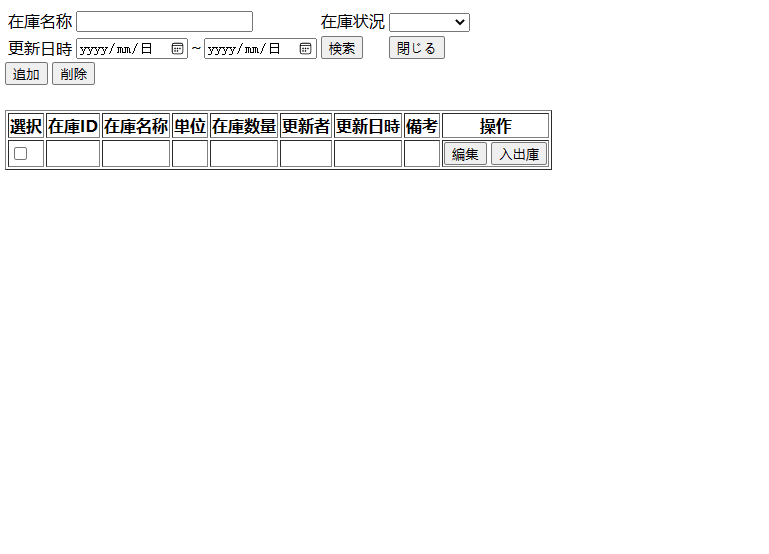 在庫名称 在庫状況
更新日時 yyyy/mm/日 ~ yyyy/mm/日 検索 閉じる
追加 削除
選択 在庫ID 在庫名称 単位 在庫数量 更新者 更新日時 備考 操作
編集 入出庫